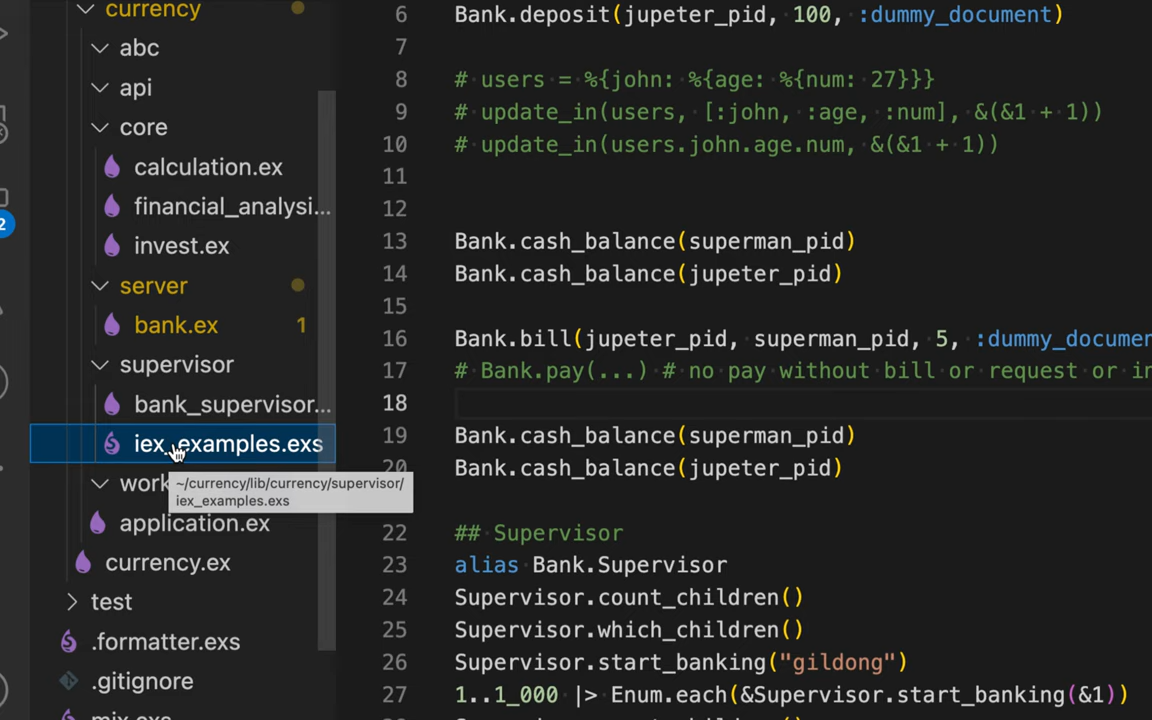 currency
abc
api
core
calculation.ex
financial_analysi...
invest.ex
server
bank.ex 1
supervisor
bank_supervisor...
iex_examples.exs
~/currency/lib/currency/supervisor/
iex_examples.exs
work
application.ex
currency.ex
test
.formatter.exs
.gitignore
mix.exs
2
6 Bank.deposit(jupeter_pid, 100, :dummy_document)
7
8 # users = %{john: %{age: %{num: 27}}}
9 # update_in(users, [:john, :age, :num], &(&1 + 1))
10 # update_in(users.john.age.num, &(&1 + 1))
11
12
13 Bank.cash_balance(superman_pid)
14 Bank.cash_balance(jupeter_pid)
15
16 Bank.bill(jupeter_pid, superman_pid, 5, :dummy_documen
17 # Bank.pay(...) # no pay without bill or request or in
18
19 Bank.cash_balance(superman_pid)
20 Bank.cash_balance(jupeter_pid)
22 ## Supervisor
23 alias Bank.Supervisor
24 Supervisor.count_children()
25 Supervisor.which_children()
26 Supervisor.start_banking("gildong")
27 1..1_000 |> Enum.each(&Supervisor.start_banking(&1))